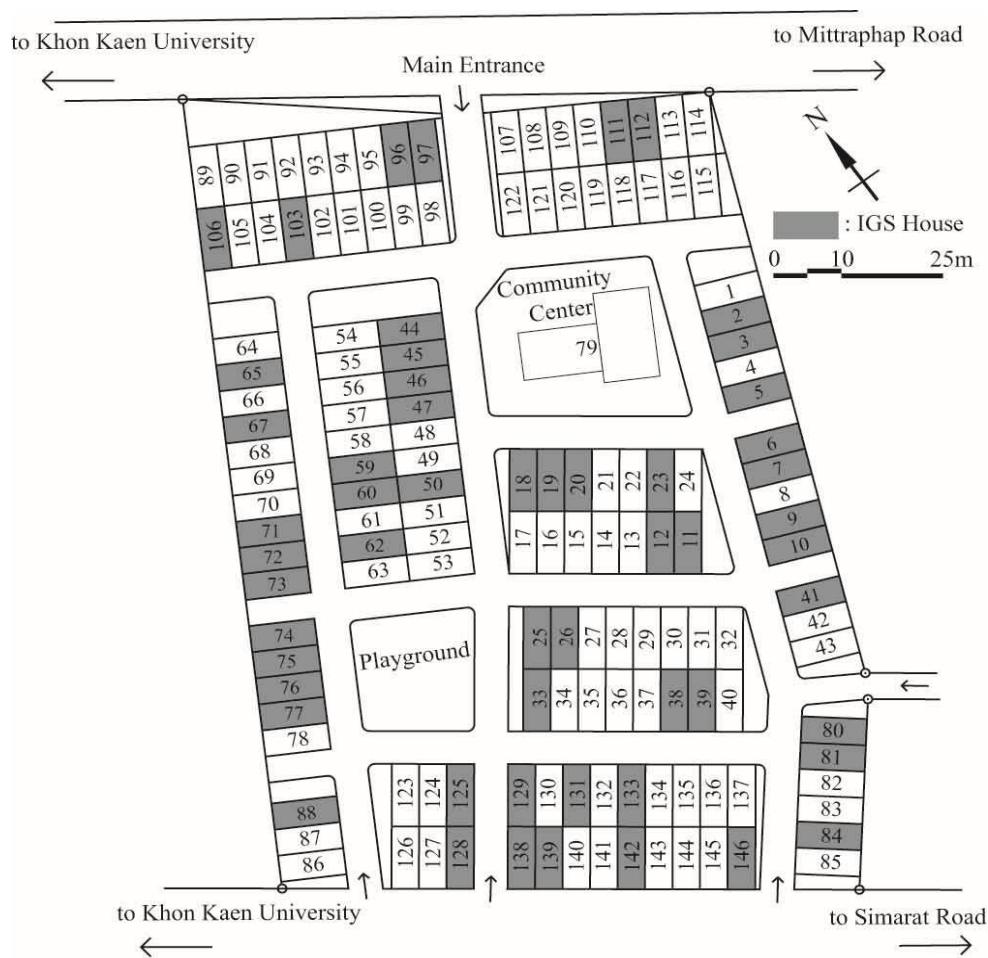 to Khon Kaen University
to Mittraphap Road
Main Entrance
N
89 90 91 92 93 94 95 96 97
106 105 104 103 102 101 100 99 98
107 108 109 110 111 112 113 114
122 121 120 119 118 117 116 115
: IGS House
0 10 25m
Community
Center
79
1
2
3
4
5
6
7
8
9
10
41
42
43
64
65
66
67
68
69
70
71
72
73
74
75
76
77
78
88
87
86
54 44
55 45
56 46
57 47
58 48
59 49
60 50
61 51
62 52
63 53
18 19 20 21 22 23 24
17 16 15 14 13 12 11
Playground
25 26 27 28 29 30 31 32
33 34 35 36 37 38 39 40
80
81
82
83
84
85
123 124 125
126 127 128
129 130 131 132 133 134 135 136 137
138 139 140 141 142 143 144 145 146
to Khon Kaen University
to Simarat Road